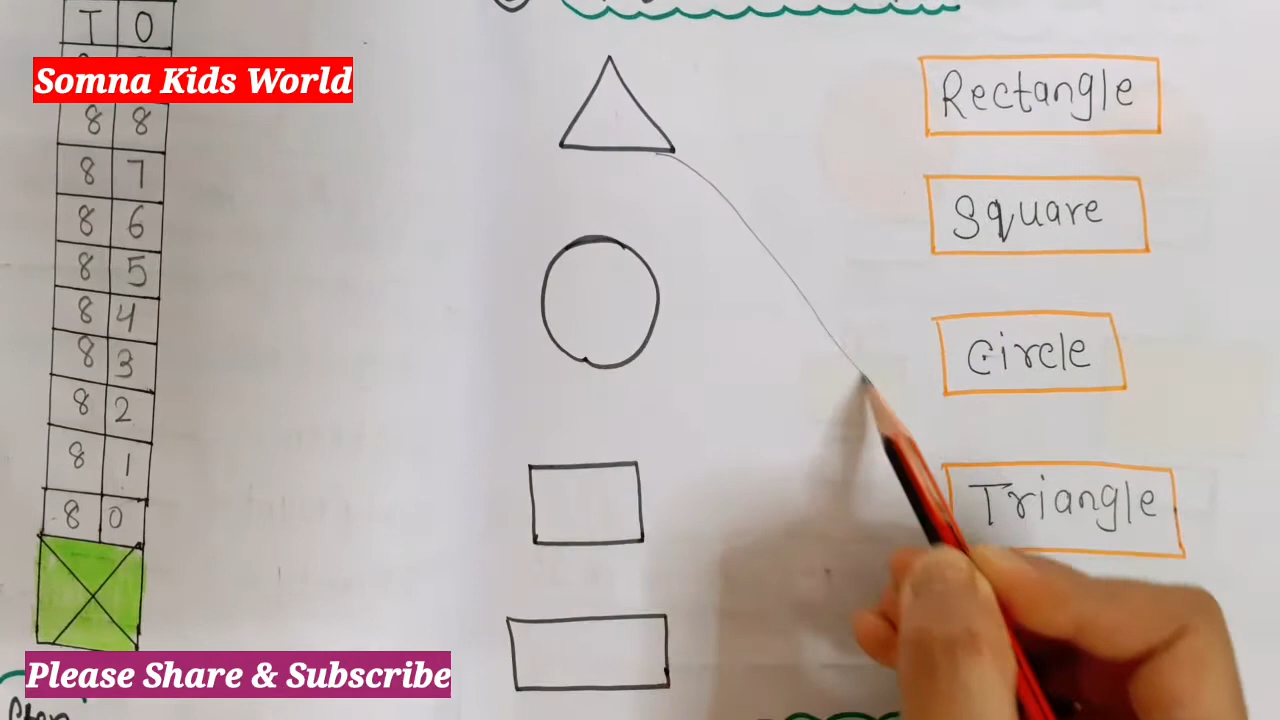 T O
Somna Kids World
8 8
8 7
8 6
8 5
8 4
8 3
8 2
8 1
8 0
Rectangle
Square
Circle
Triangle
Please Share & Subscribe